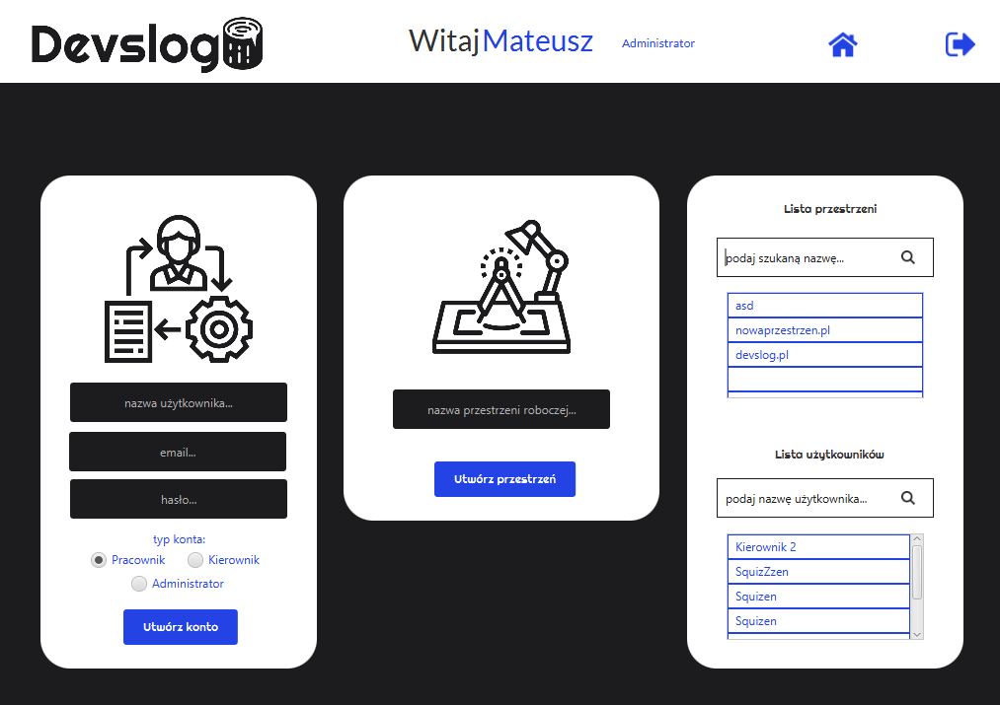 Devslog
Witaj Mateusz
Administrator
nazwa użytkownika...
email...
hasło...
typ konta:
Pracownik
Kierownik
Administrator
Utwórz konto
nazwa przestrzeni roboczej...
Utwórz przestrzeń
Lista przestrzeni
podaj szukaną nazwę...
asd
nowaprzestrzen.pl
devslog.pl
Lista użytkowników
podaj nazwę użytkownika...
Kierownik 2
SquizZzen
Squizen
Squizen